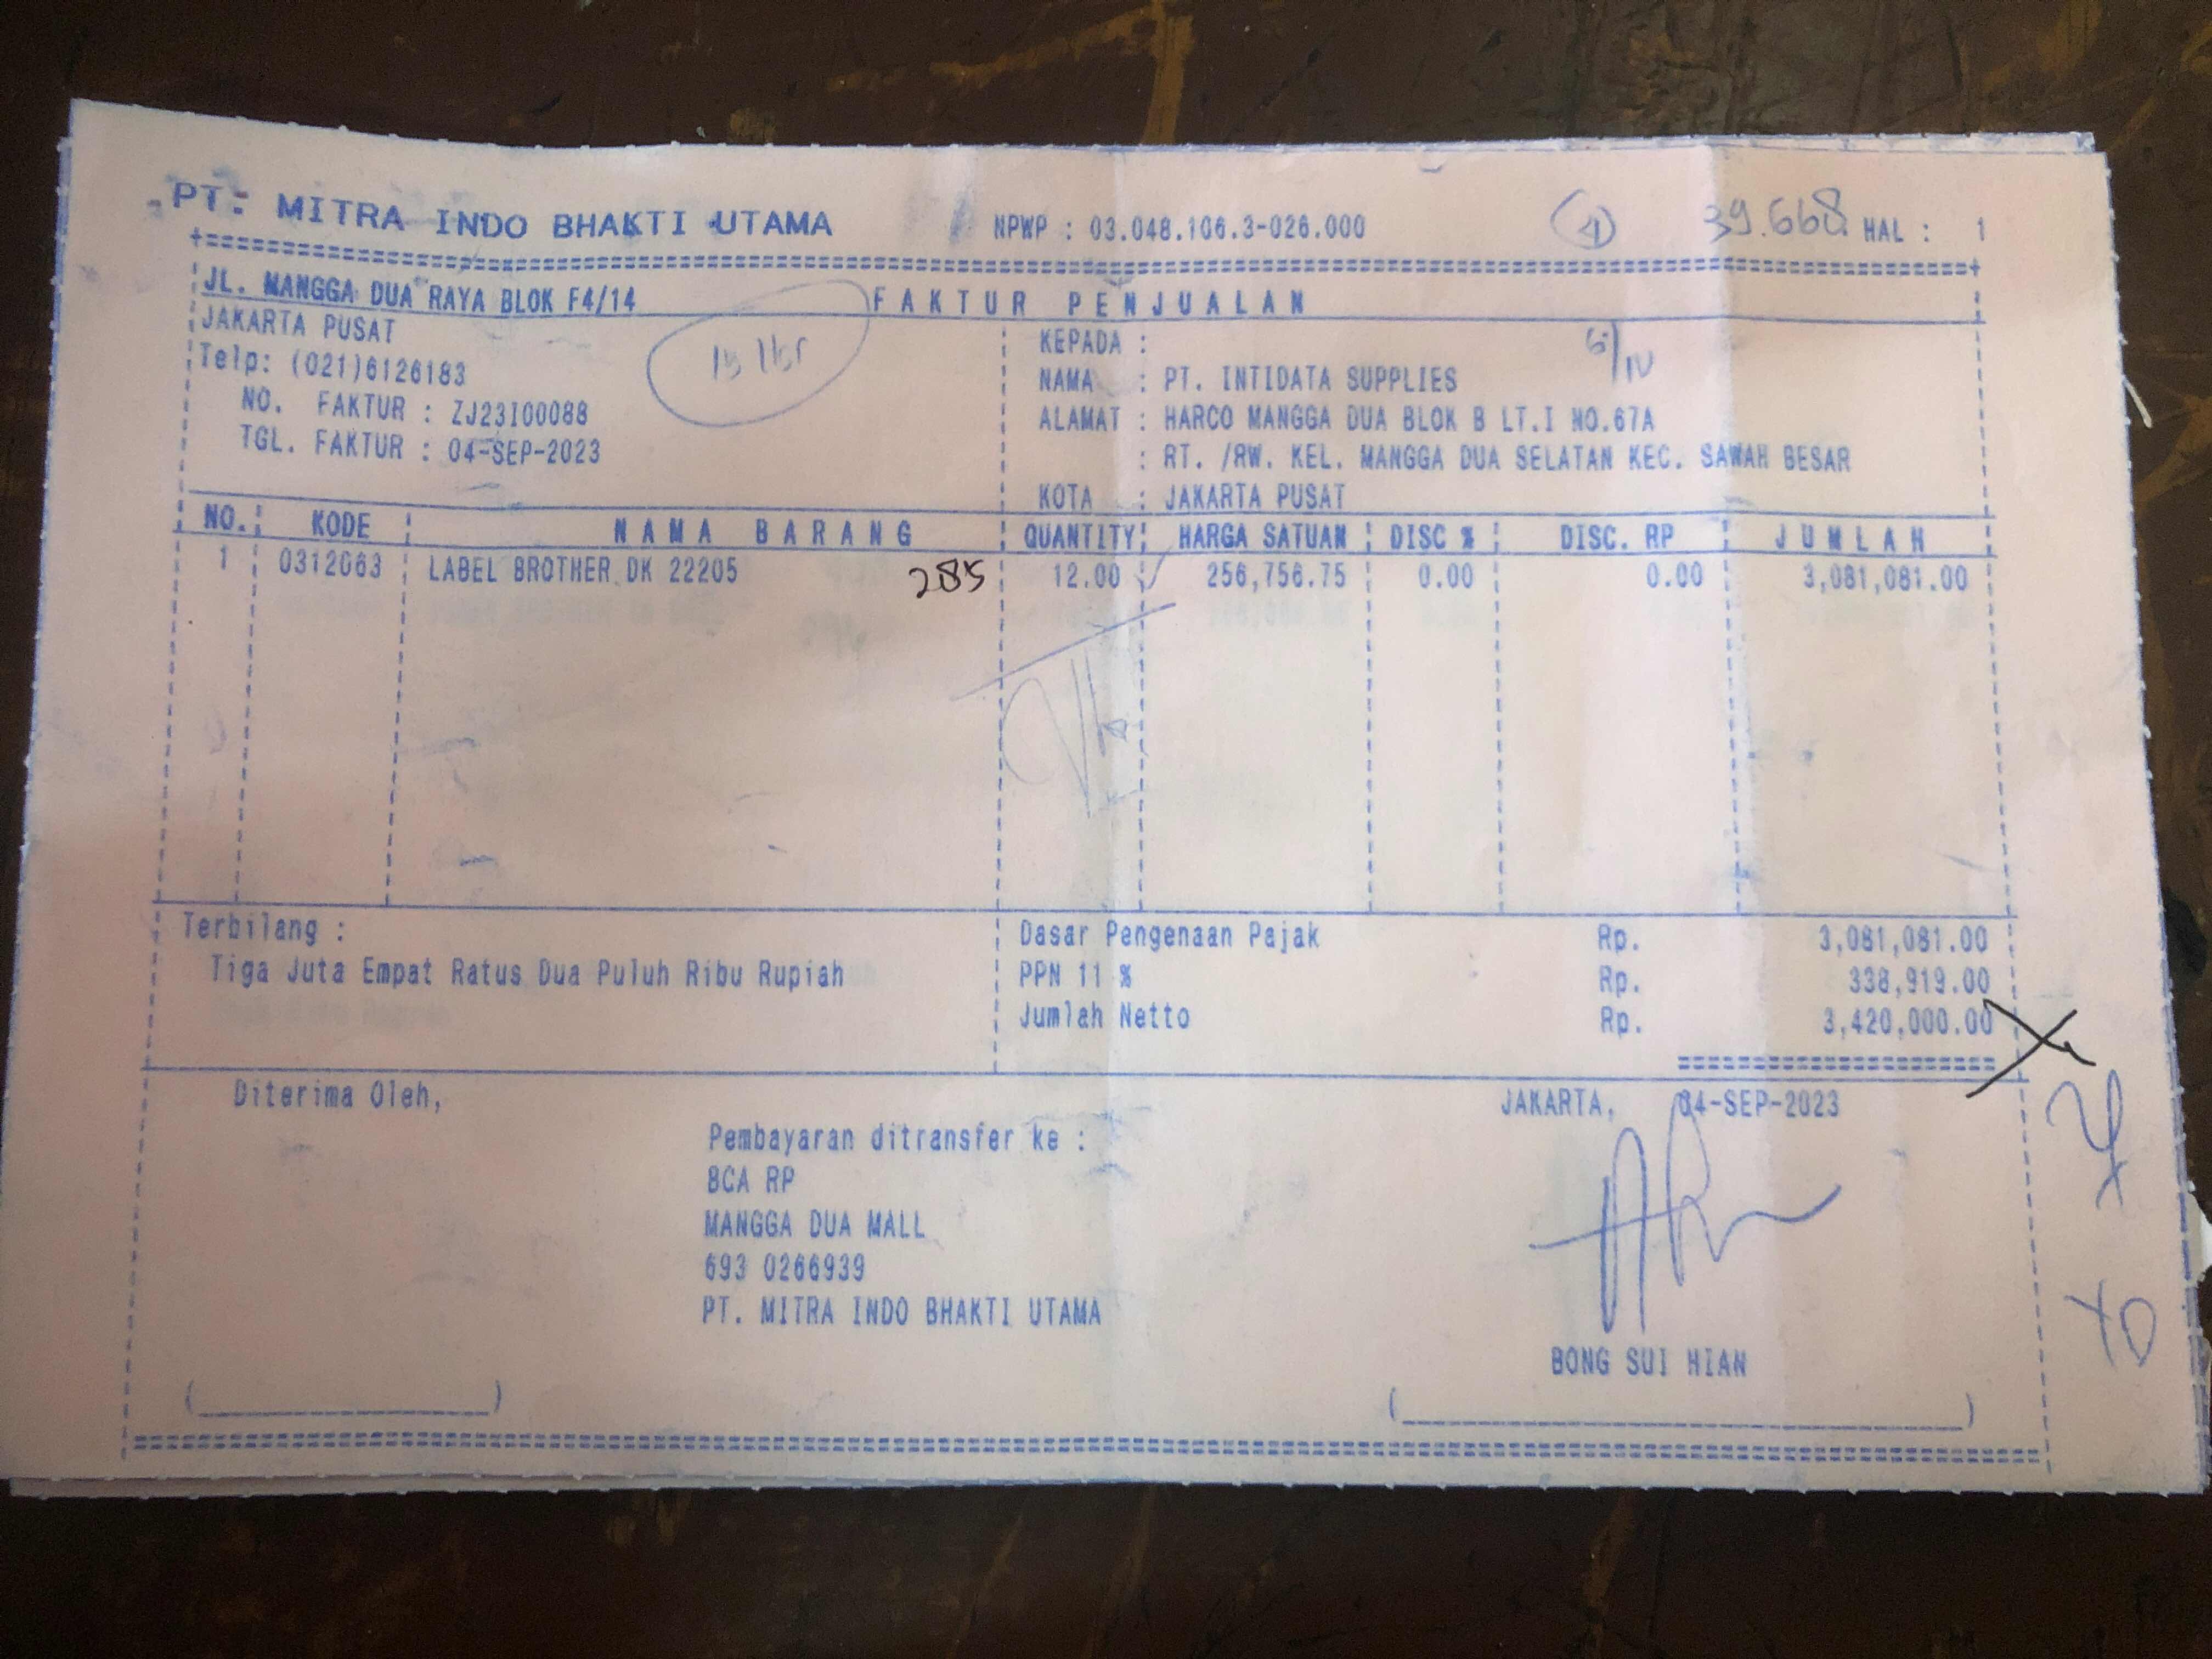 PT. MITRA INDO BHAKTI UTAMA NPWP : 03.048.106.3-026.000 39.668 HAL : 1
JL. MANGGA DUA RAYA BLOK F4/14 FAKTUR PENJUALAN
JAKARTA PUSAT
Telp: (021)6126183
NO. FAKTUR : ZJ23I00088
TGL. FAKTUR : 04-SEP-2023
KEPADA :
NAMA : PT. INTIDATA SUPPLIES
ALAMAT : HARCO MANGGA DUA BLOK B LT.I NO.67A
: RT. /RW. KEL. MANGGA DUA SELATAN KEC. SAWAH BESAR
KOTA : JAKARTA PUSAT
NO. KODE NAMA BARANG QUANTITY HARGA SATUAN DISC % DISC. RP JUMLAH
1 0312063 LABEL BROTHER DK 22205 285 12.00 256,756.75 0.00 0.00 3,081,081.00
Terbilang :
Tiga Juta Empat Ratus Dua Puluh Ribu Rupiah
Dasar Pengenaan Pajak Rp. 3,081,081.00
PPN 11 % Rp. 338,919.00
Jumlah Netto Rp. 3,420,000.00
Diterima Oleh,
Pembayaran ditransfer ke :
BCA RP
MANGGA DUA MALL
693 0266939
PT. MITRA INDO BHAKTI UTAMA
JAKARTA, 04-SEP-2023
BONG SUI HIAN